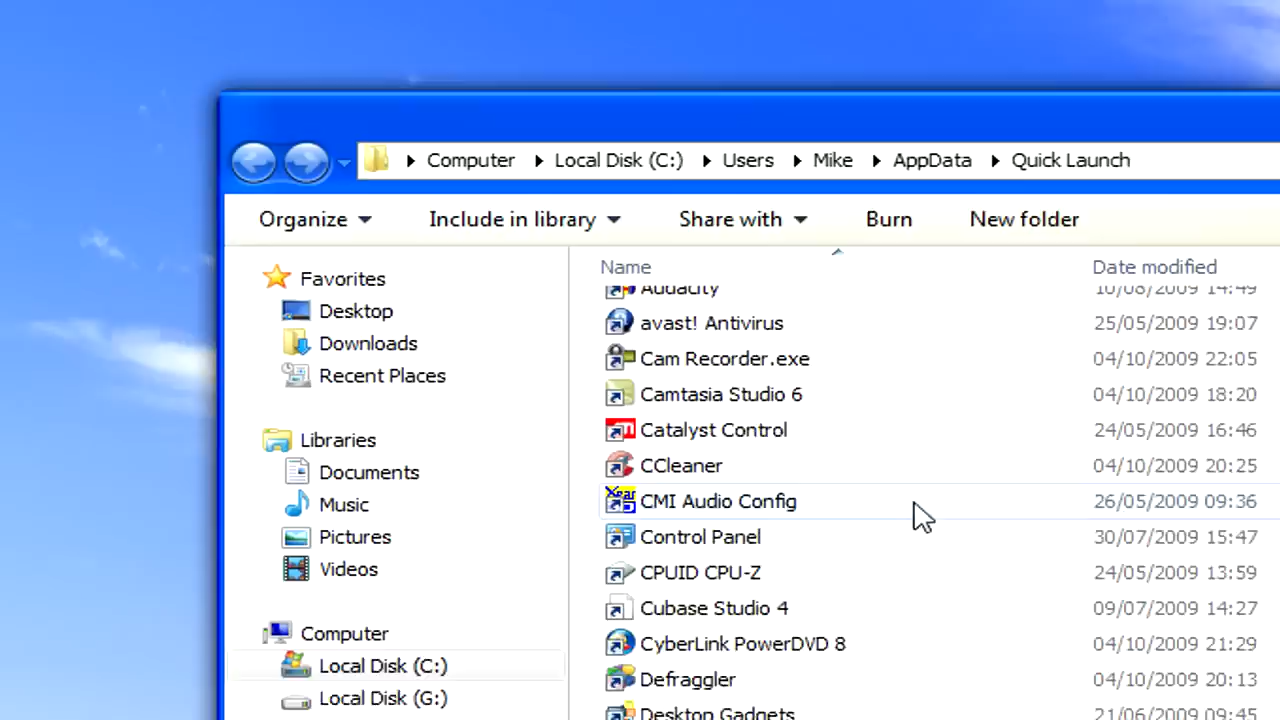 Computer Local Disk (C:) Users Mike AppData Quick Launch
Organize Include in library Share with Burn New folder
Favorites
Desktop
Downloads
Recent Places
Libraries
Documents
Music
Pictures
Videos
Computer
Local Disk (C:)
Local Disk (G:)
Name Date modified
Audacity 10/08/2009 14:49
avast! Antivirus 25/05/2009 19:07
Cam Recorder.exe 04/10/2009 22:05
Camtasia Studio 6 04/10/2009 18:20
Catalyst Control 24/05/2009 16:46
CCleaner 04/10/2009 20:25
CMI Audio Config 26/05/2009 09:36
Control Panel 30/07/2009 15:47
CPUID CPU-Z 24/05/2009 13:59
Cubase Studio 4 09/07/2009 14:27
CyberLink PowerDVD 8 04/10/2009 21:29
Defraggler 04/10/2009 20:13
Desktop Gadgets 21/06/2009 09:45